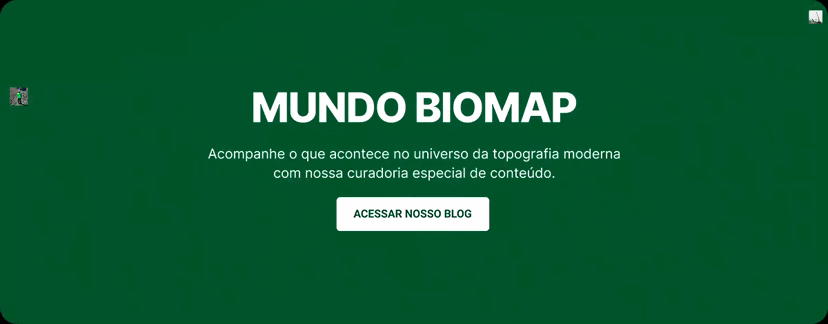 MUNDO BIOMAP
Acompanhe o que acontece no universo da topografia moderna
com nossa curadoria especial de conteúdo.
ACESSAR NOSSO BLOG